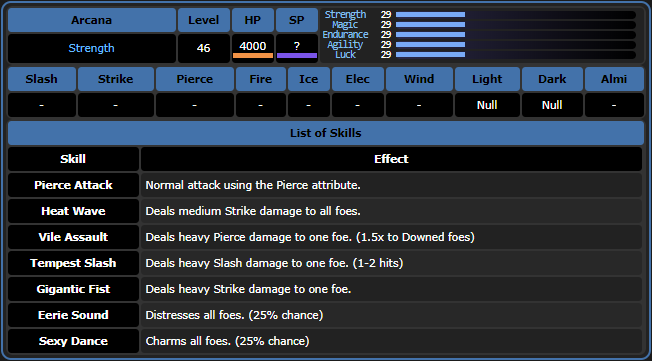 Arcana Level HP SP
Strength 46 4000 ?
Strength 29
Magic 29
Endurance 29
Agility 29
Luck 29
Slash Strike Pierce Fire Ice Elec Wind Light Dark Almi
- - - - - - - Null Null -
List of Skills
Skill Effect
Pierce Attack Normal attack using the Pierce attribute.
Heat Wave Deals medium Strike damage to all foes.
Vile Assault Deals heavy Pierce damage to one foe. (1.5x to Downed foes)
Tempest Slash Deals heavy Slash damage to one foe. (1-2 hits)
Gigantic Fist Deals heavy Strike damage to one foe.
Eerie Sound Distresses all foes. (25% chance)
Sexy Dance Charms all foes. (25% chance)